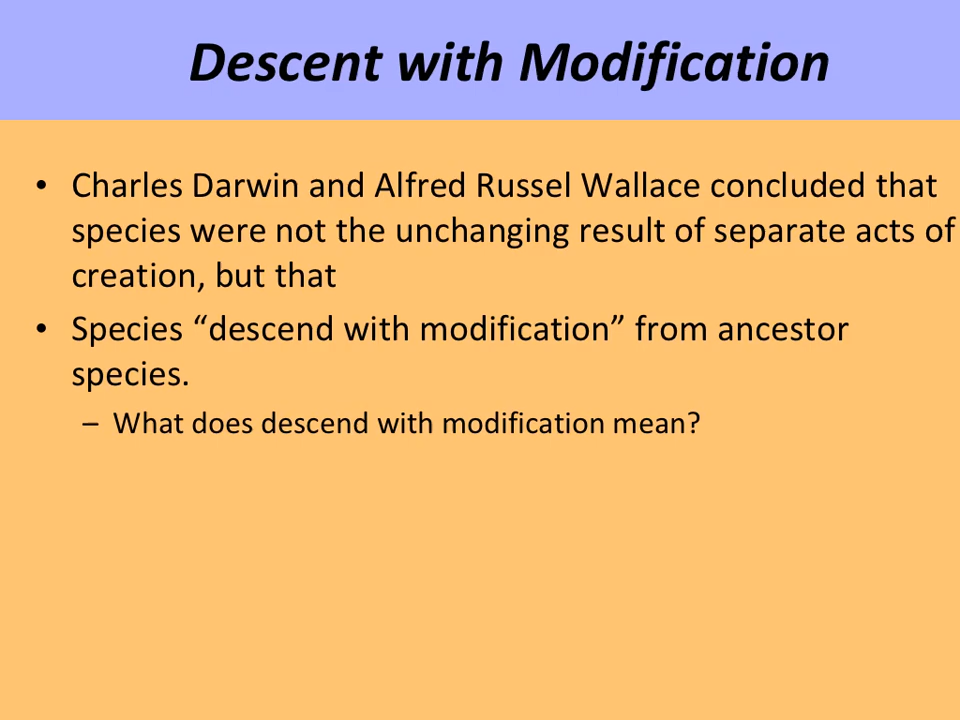 Descent with Modification
• Charles Darwin and Alfred Russel Wallace concluded that
species were not the unchanging result of separate acts of
creation, but that
• Species “descend with modification” from ancestor
species.
– What does descend with modification mean?